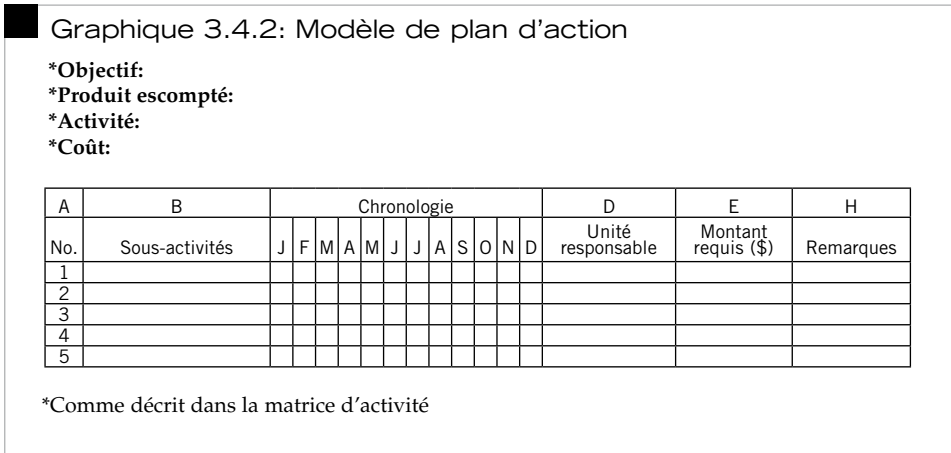 Graphique 3.4.2: Modèle de plan d'action
*Objectif:
*Produit escompté:
*Activité:
*Coût:
A B Chronologie D E H
No. Sous-activités J F M A M J J A S O N D Unité responsable Montant requis ($) Remarques
1
2
3
4
5
*Comme décrit dans la matrice d'activité